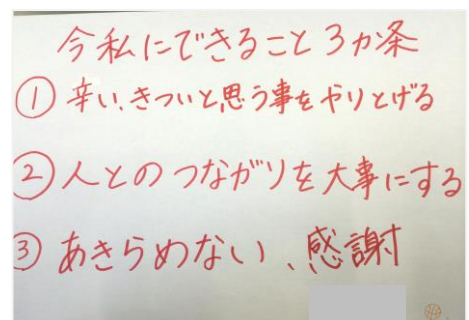 今私にできること3カ条
① 辛い、きついと思う事をやりとげる
② 人とのつながりを大事にする
③ あきらめない、感謝